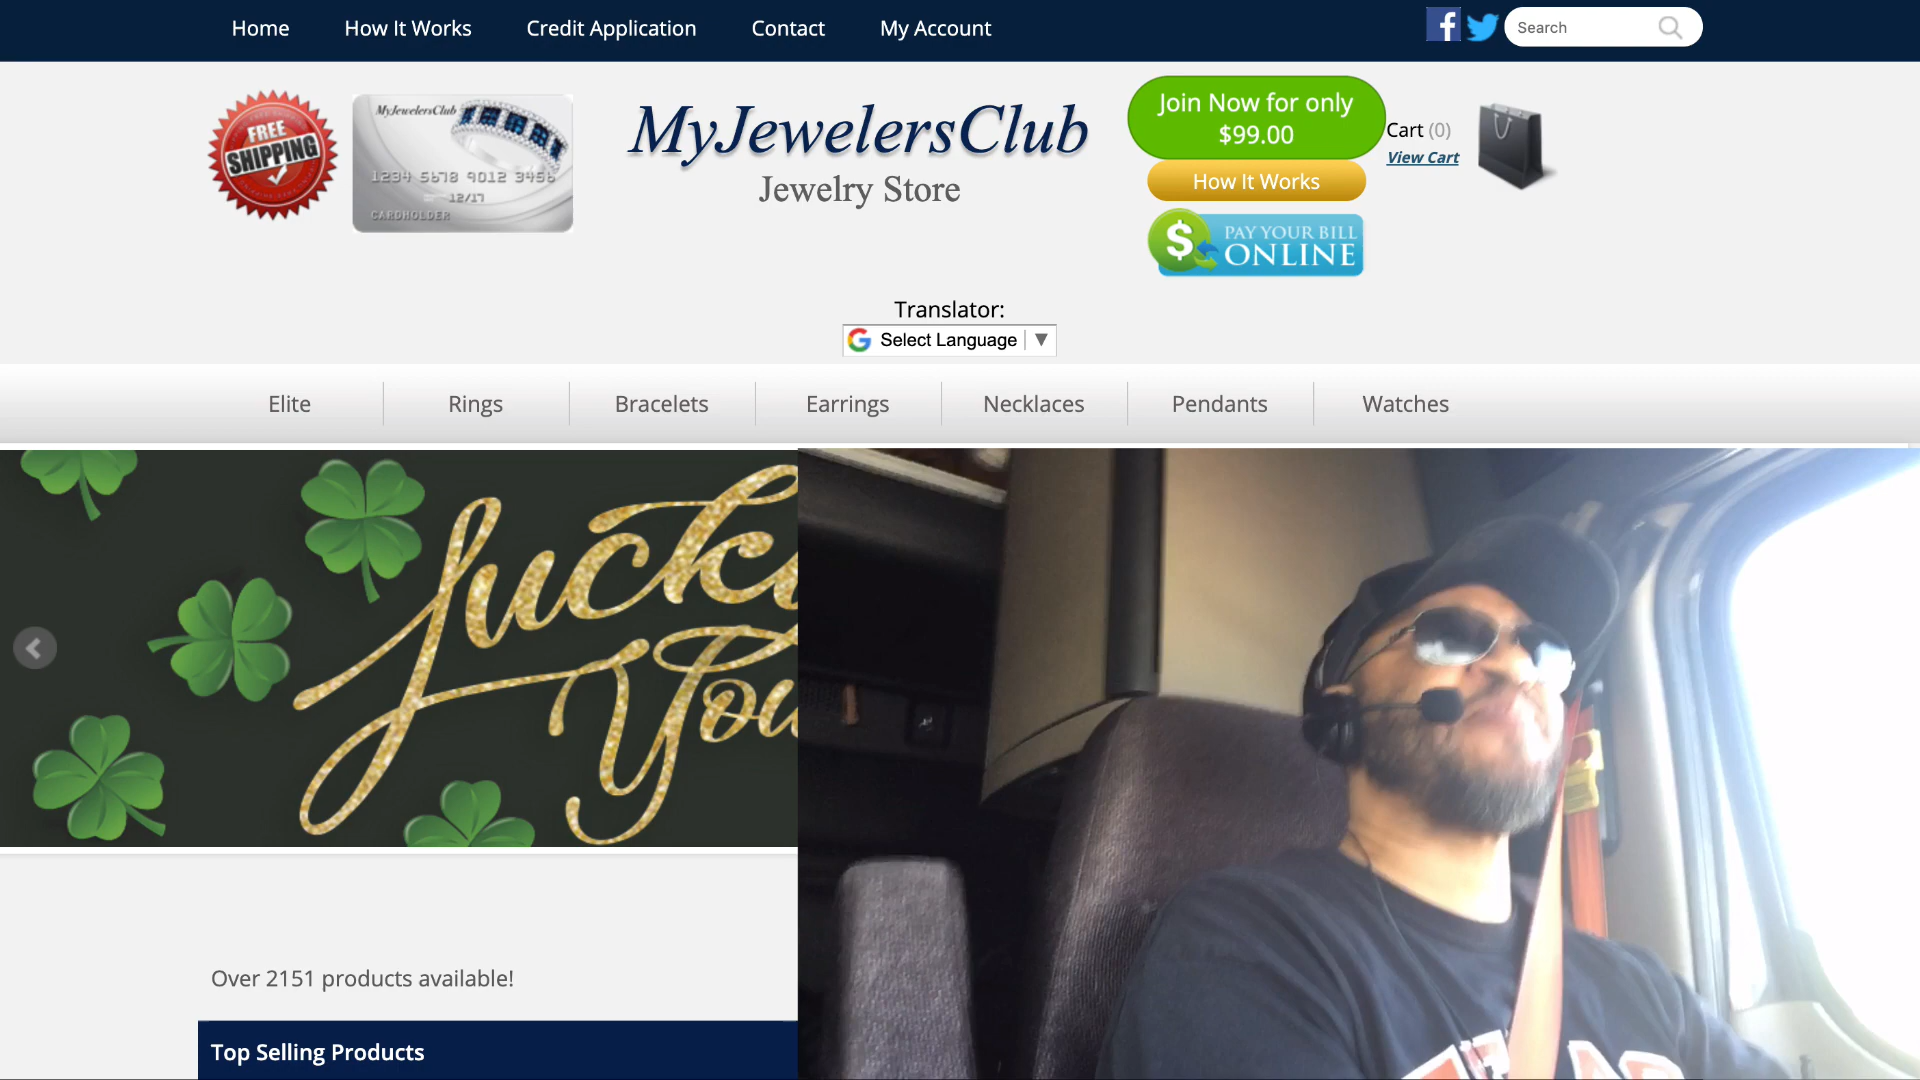 Home How It Works Credit Application Contact My Account
Search
FREE
SHIPPING
MyJewelersClub
1234 5678 9012 3456
12/17
CARDHOLDER
MyJewelersClub
Jewelry Store
Join Now for only
$99.00
How It Works
$ PAY YOUR BILL
ONLINE
Cart (0)
View Cart
Translator:
Select Language
Elite Rings Bracelets Earrings Necklaces Pendants Watches
Over 2151 products available!
Top Selling Products